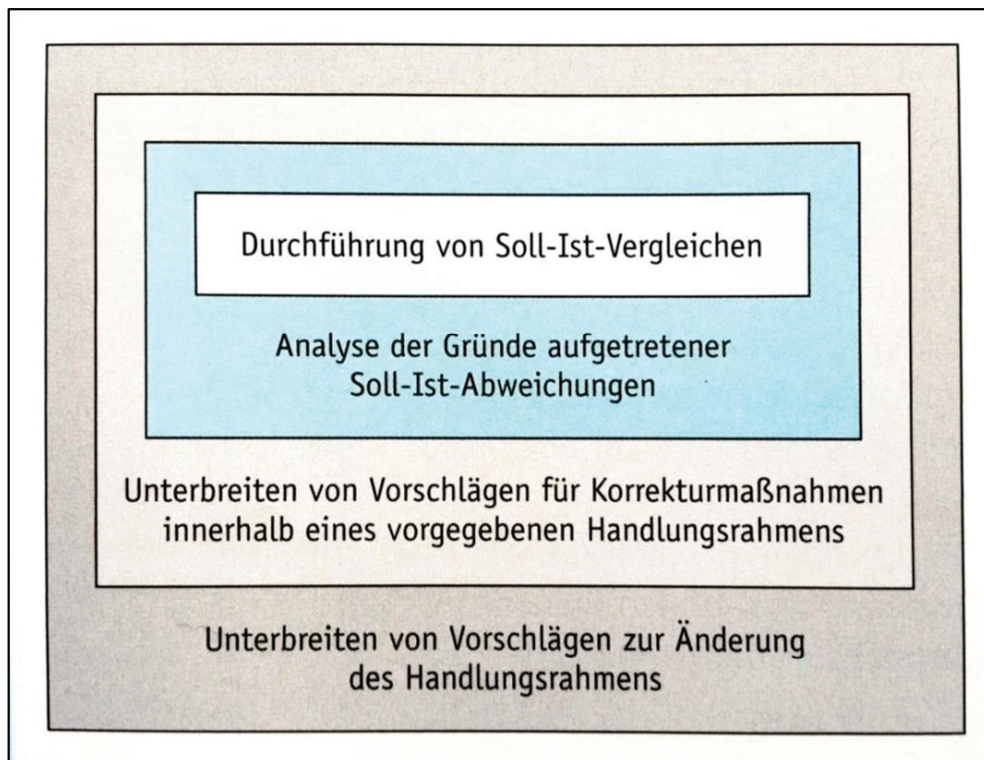 Durchführung von Soll-Ist-Vergleichen
Analyse der Gründe aufgetretener
Soll-Ist-Abweichungen
Unterbreiten von Vorschlägen für Korrekturmaßnahmen
innerhalb eines vorgegebenen Handlungsrahmens
Unterbreiten von Vorschlägen zur Änderung
des Handlungsrahmens